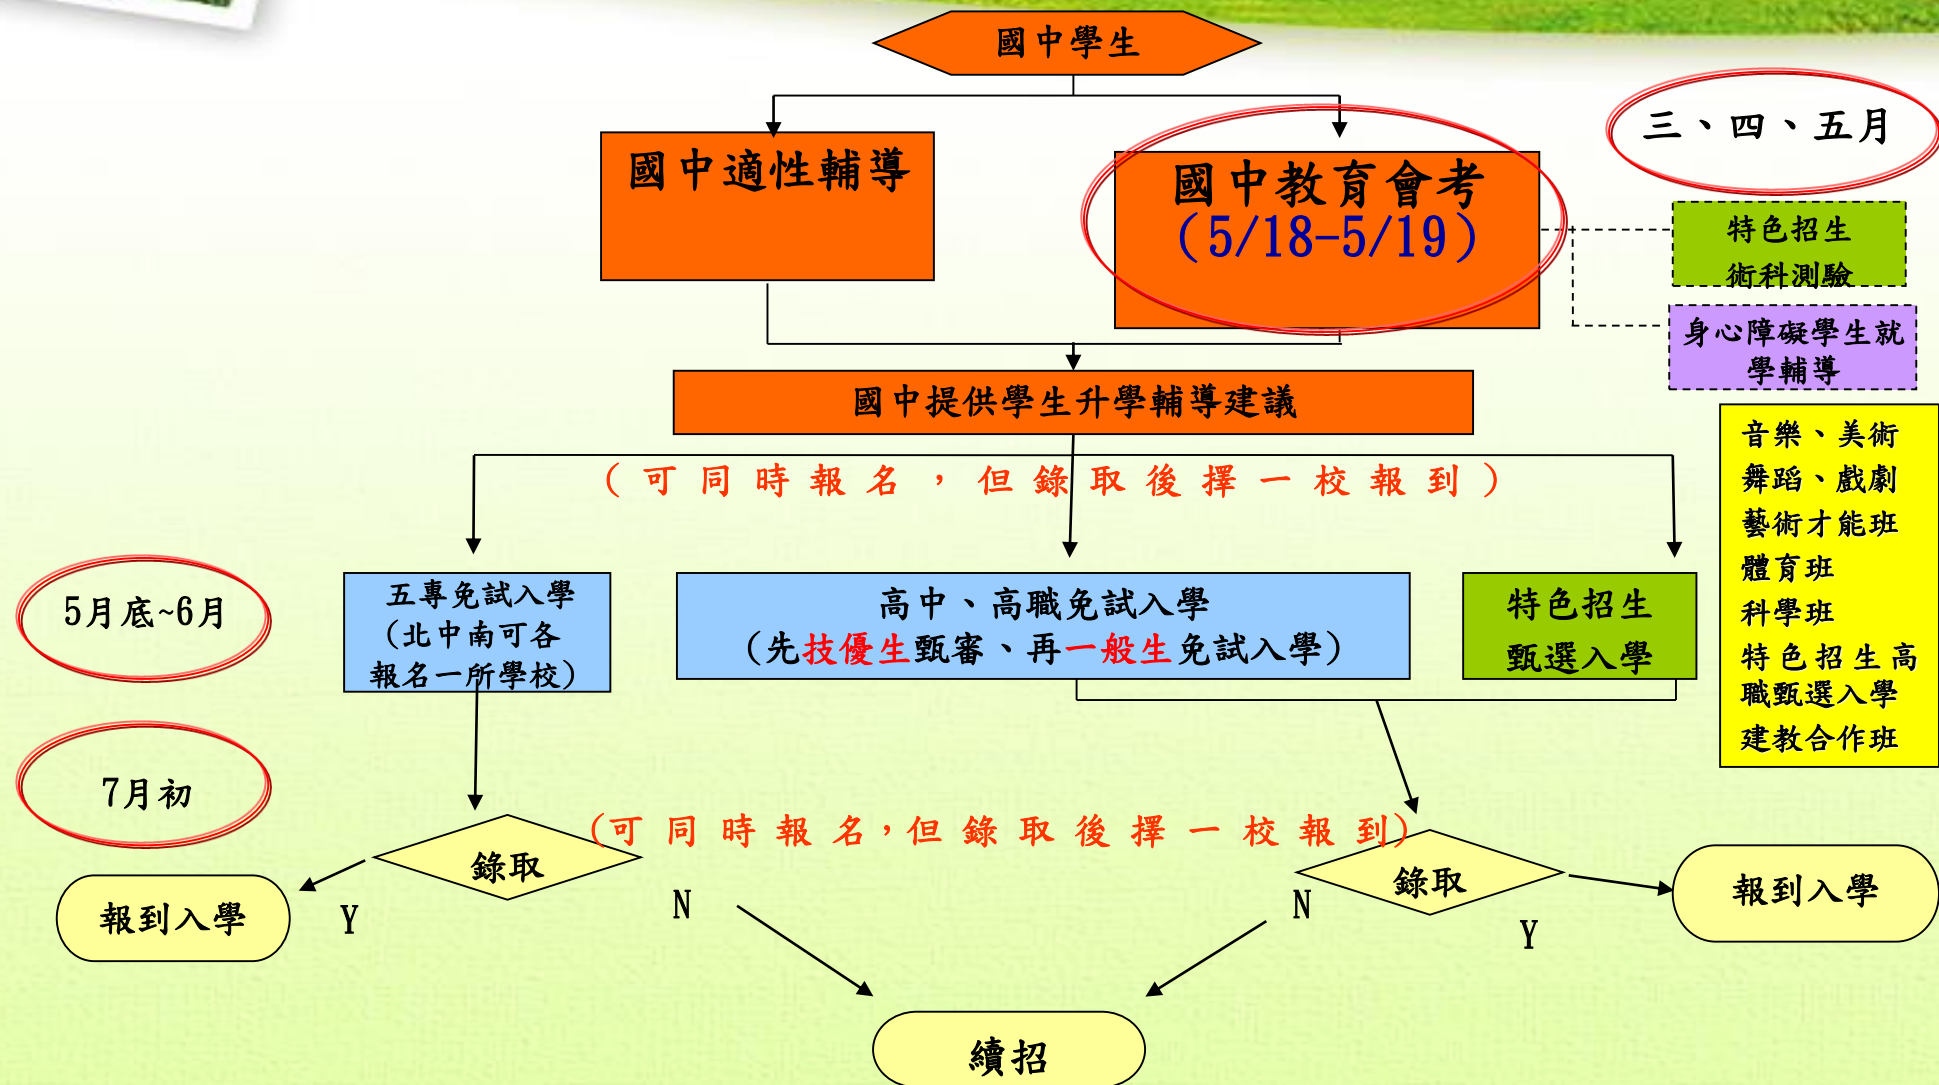 國中學生
三、四、五月
國中適性輔導
國中教育會考
(5/18-5/19)
特色招生
術科測驗
身心障礙學生就
學輔導
國中提供學生升學輔導建議
(可同時報名，但錄取後擇一校報到)
音樂、美術
舞蹈、戲劇
藝術才能班
體育班
科學班
特色招生高
職甄選入學
建教合作班
5月底~6月
五專免試入學
(北中南可各
報名一所學校)
高中、高職免試入學
(先技優生甄審、再一般生免試入學)
特色招生
甄選入學
7月初
(可同時報名，但錄取後擇一校報到)
錄取
錄取
報到入學
Y
N
N
Y
報到入學
續招